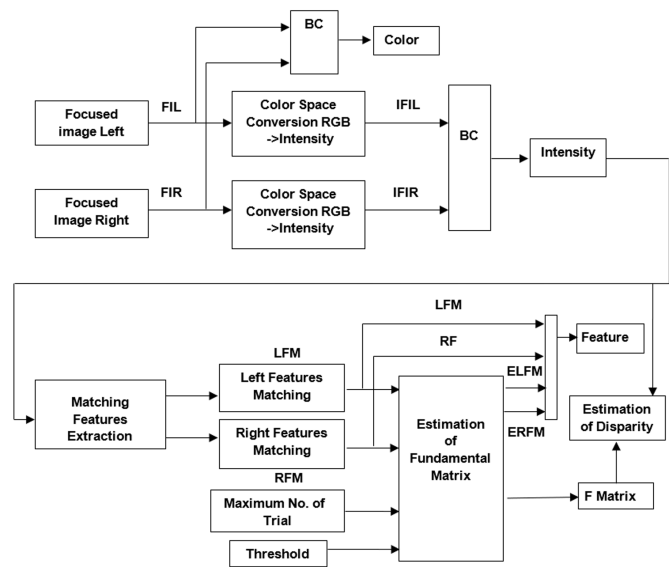 BC
Color
Focused
image Left
FIL
Color Space
Conversion RGB
->Intensity
IFIL
BC
Intensity
Focused
Image Right
FIR
Color Space
Conversion RGB
->Intensity
IFIR
LFM
Feature
RF
LFM
Left Features
Matching
ELFM
Matching
Features
Extraction
Estimation
of
Fundamental
Matrix
Estimation
of Disparity
Right Features
Matching
ERFM
RFM
Maximum No. of
Trial
F Matrix
Threshold